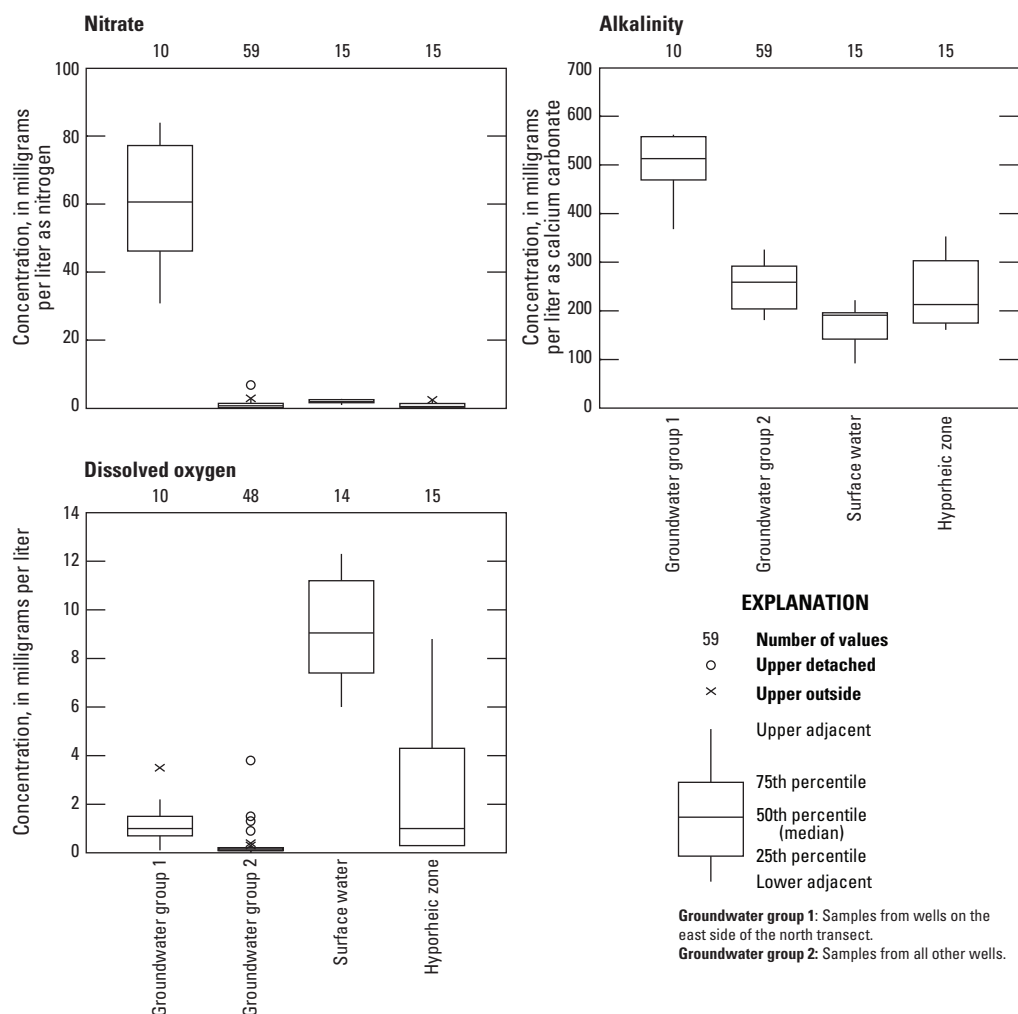 Nitrate
10 59 15 15
Concentration, in milligrams
per liter as nitrogen
100
80
60
40
20
0
Alkalinity
10 59 15 15
Concentration, in milligrams
per liter as calcium carbonate
700
600
500
400
300
200
100
0
Groundwater group 1
Groundwater group 2
Surface water
Hyporheic zone
Dissolved oxygen
10 48 14 15
Concentration, in milligrams per liter
14
12
10
8
6
4
2
0
Groundwater group 1
Groundwater group 2
Surface water
Hyporheic zone
EXPLANATION
59 Number of values
Upper detached
Upper outside
Upper adjacent
75th percentile
50th percentile
(median)
25th percentile
Lower adjacent
Groundwater group 1: Samples from wells on the
east side of the north transect.
Groundwater group 2: Samples from all other wells.